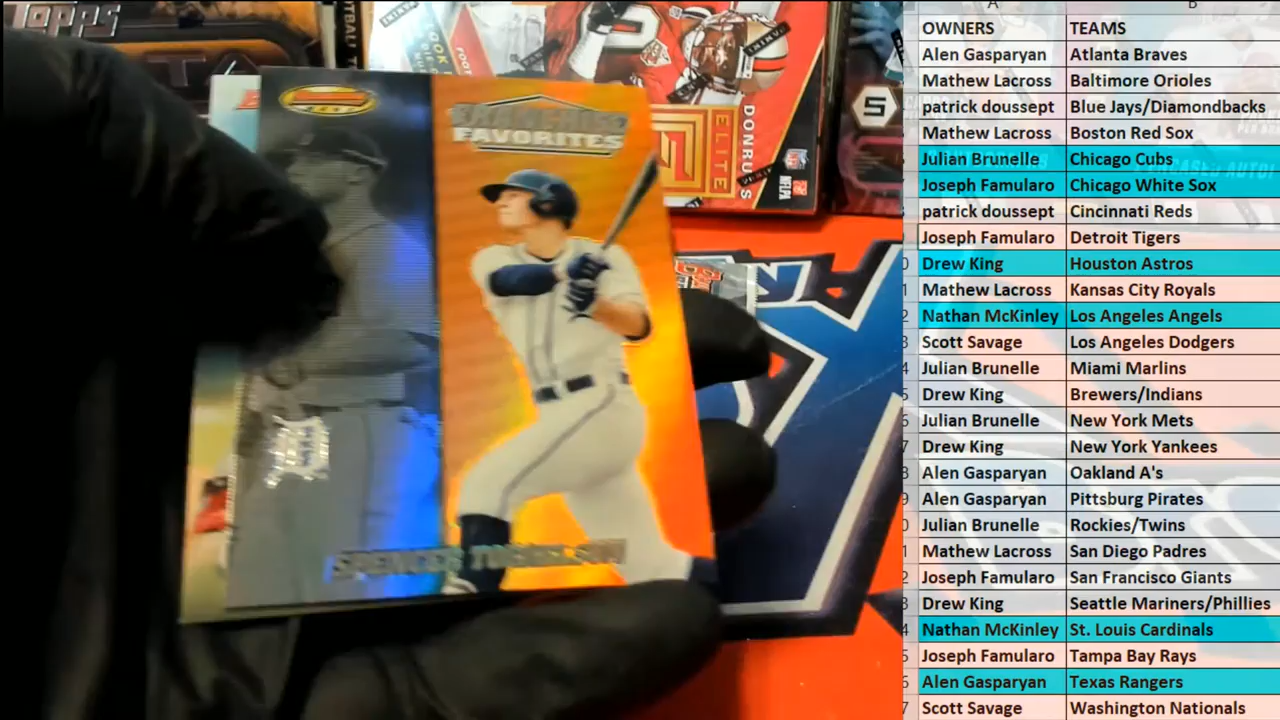 TOPPS
FRANCHISE
FAVORITES
SPENCER TORKELSON
ELITE
DONRUSS
NFL
NFLPA
5
A
B
OWNERS TEAMS
Alen Gasparyan Atlanta Braves
Mathew Lacross Baltimore Orioles
patrick doussept Blue Jays/Diamondbacks
Mathew Lacross Boston Red Sox
Julian Brunelle Chicago Cubs
Joseph Famularo Chicago White Sox
patrick doussept Cincinnati Reds
Joseph Famularo Detroit Tigers
Drew King Houston Astros
Mathew Lacross Kansas City Royals
Nathan McKinley Los Angeles Angels
Scott Savage Los Angeles Dodgers
Julian Brunelle Miami Marlins
Drew King Brewers/Indians
Julian Brunelle New York Mets
Drew King New York Yankees
Alen Gasparyan Oakland A's
Alen Gasparyan Pittsburg Pirates
Julian Brunelle Rockies/Twins
Mathew Lacross San Diego Padres
Joseph Famularo San Francisco Giants
Drew King Seattle Mariners/Phillies
Nathan McKinley St. Louis Cardinals
Joseph Famularo Tampa Bay Rays
Alen Gasparyan Texas Rangers
Scott Savage Washington Nationals